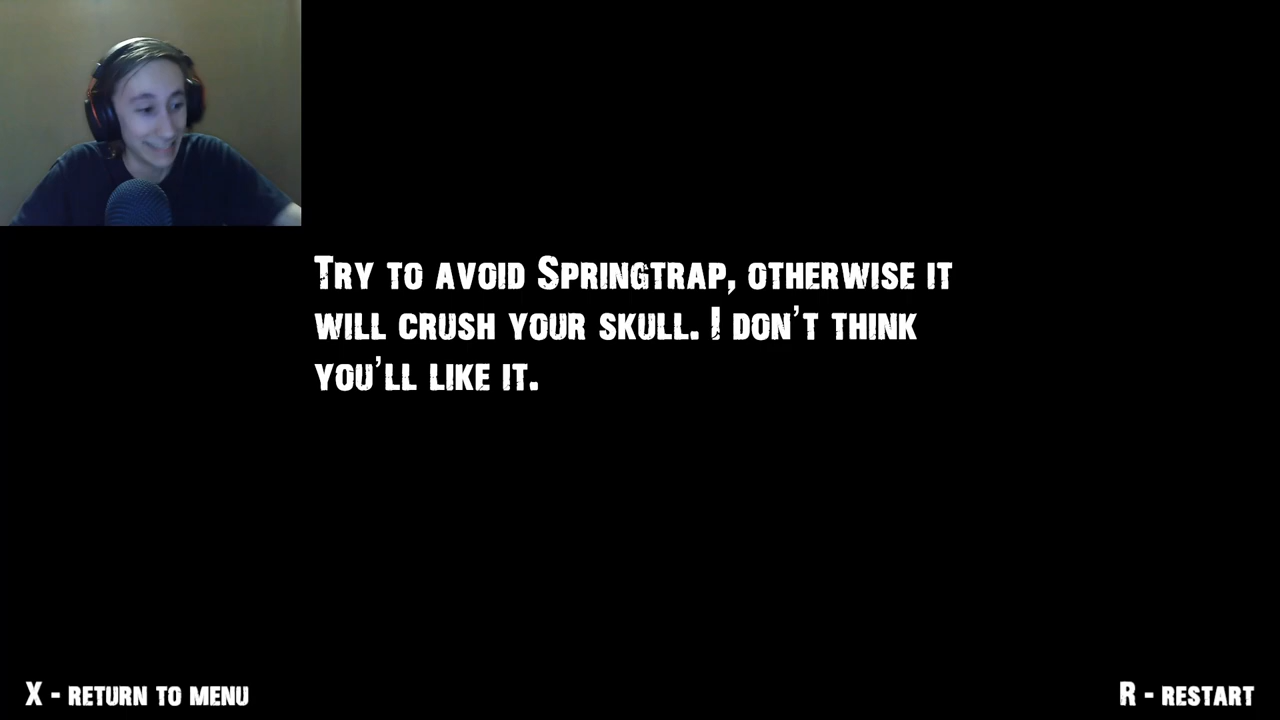 Try to avoid Springtrap, otherwise it
will crush your skull. I don't think
you'll like it.
X - return to menu
R - restart